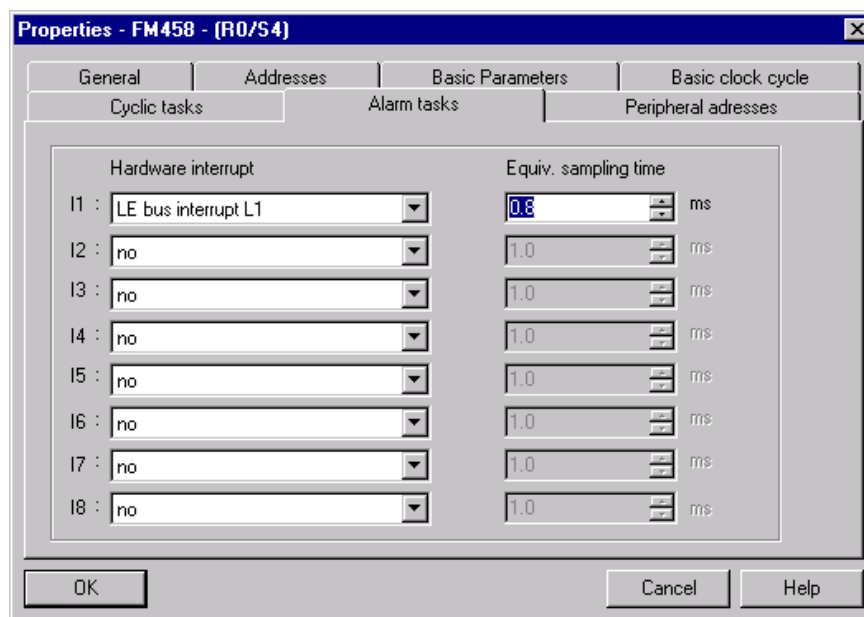 Properties - FM458 - (R0/S4)
General Addresses Basic Parameters Basic clock cycle
Cyclic tasks Alarm tasks Peripheral adresses
Hardware interrupt Equiv. sampling time
I1 : LE bus interrupt L1 0.8 ms
I2 : no 1.0 ms
I3 : no 1.0 ms
I4 : no 1.0 ms
I5 : no 1.0 ms
I6 : no 1.0 ms
I7 : no 1.0 ms
I8 : no 1.0 ms
OK Cancel Help